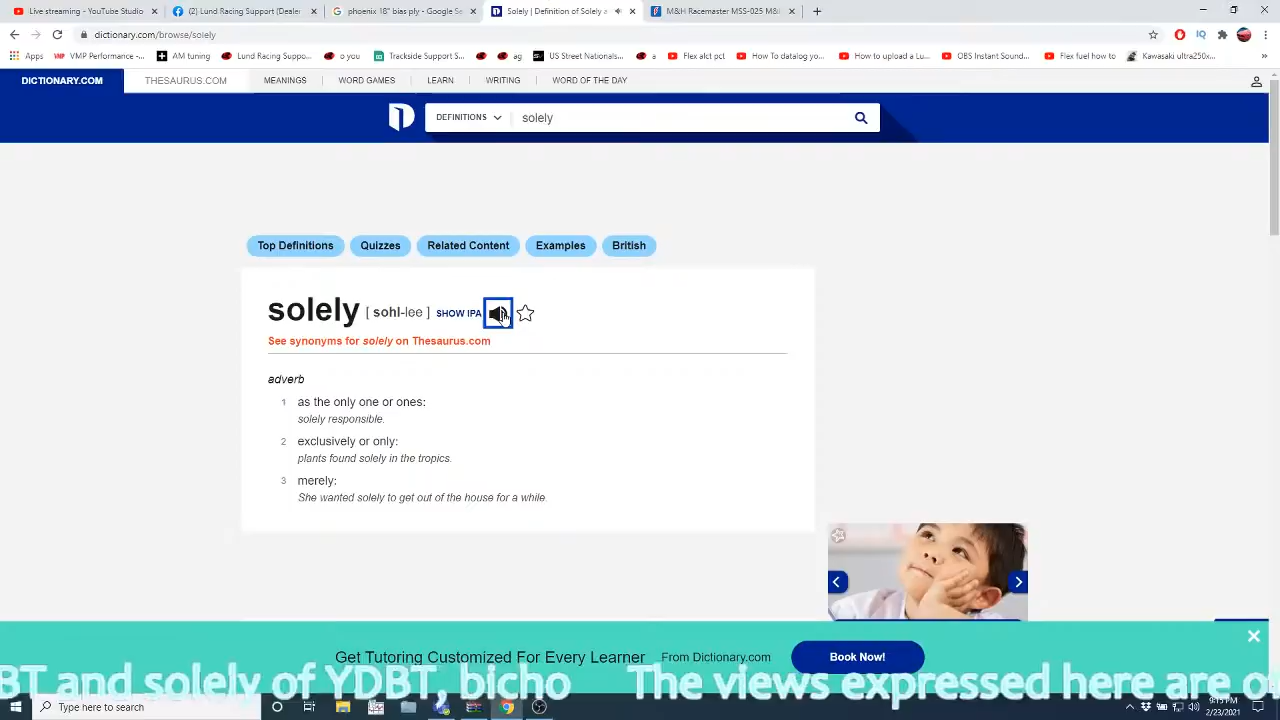 (2) YouTube Live streaming - YouTube Studio
(2) Lund Racing Support (Dealer
phoenix 18" bias ply - Google Se
Solely | Definition of Solely a
M&H Racemaster MSS-025 M&
dictionary.com/browse/solely
Apps
VMP Performance -...
AM tuning
Lund Racing Suppo...
o you
Trackside Support S...
ag
US Street Nationals...
a
Flex alct pct
How To datalog yo...
How to upload a Lu...
OBS Instant Sound...
Flex fuel how to
Kawasaki ultra250x...
DICTIONARY.COM
THESAURUS.COM
MEANINGS
WORD GAMES
LEARN
WRITING
WORD OF THE DAY
DEFINITIONS
solely
Top Definitions
Quizzes
Related Content
Examples
British
solely [ sohl-lee ] SHOW IPA
See synonyms for solely on Thesaurus.com
adverb
1 as the only one or ones:
solely responsible.
2 exclusively or only:
plants found solely in the tropics.
3 merely:
She wanted solely to get out of the house for a while.
Get Tutoring Customized For Every Learner From Dictionary.com
Book Now!
BT and solely of YDBT, bicho The views expressed here are o
Type here to search
9:15 PM
2/23/2021